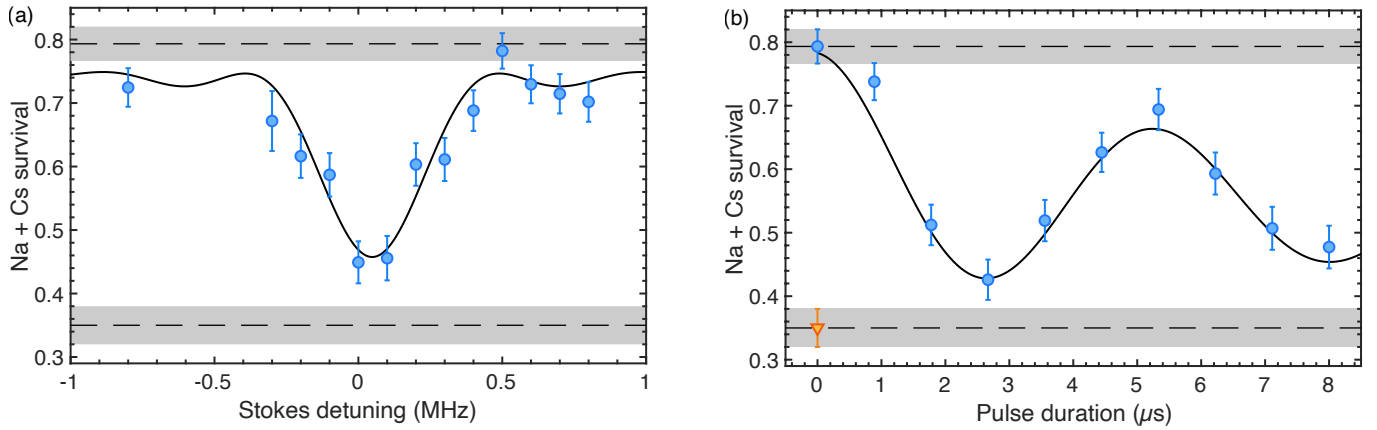 (a)
Na + Cs survival
0.8
0.7
0.6
0.5
0.4
0.3
-1 -0.5 0 0.5 1
Stokes detuning (MHz)
(b)
Na + Cs survival
0.8
0.7
0.6
0.5
0.4
0.3
0 1 2 3 4 5 6 7 8
Pulse duration (μs)